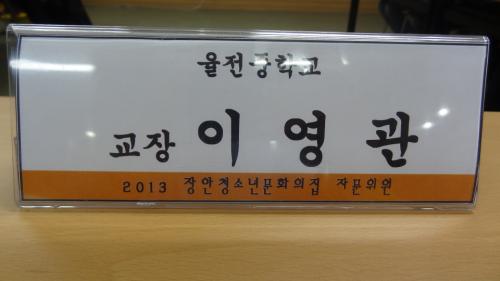 율전중학교
교장 이영관
2013 장안청소년문화의집 자문위원